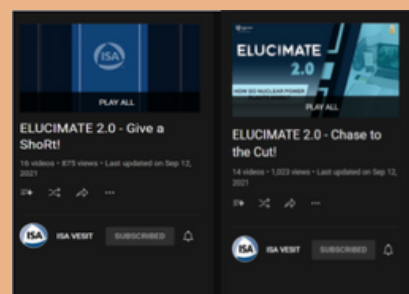 ISA
PLAY ALL
ELUCIMATE 2.0 - Give a
ShoRt!
16 videos • 875 views • Last updated on Sep 12,
2021
ISA
ISA VESIT
SUBSCRIBED
ELUCIMATE
2.0
HOW DO NUCLEAR POWER
PLAY ALL
ELUCIMATE 2.0 - Chase to
the Cut!
14 videos • 1,023 views • Last updated on Sep 12,
2021
ISA
ISA VESIT
SUBSCRIBED